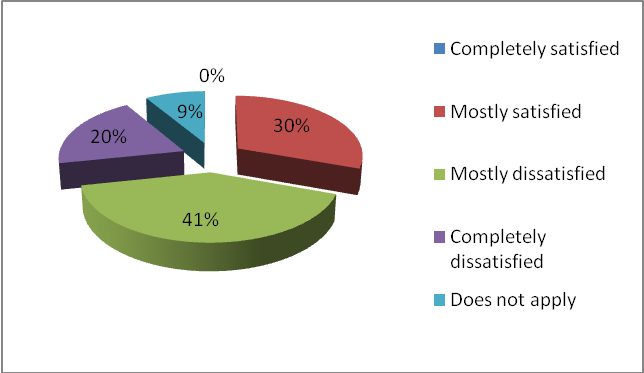 0%
9%
30%
20%
41%
Completely satisfied
Mostly satisfied
Mostly dissatisfied
Completely
dissatisfied
Does not apply